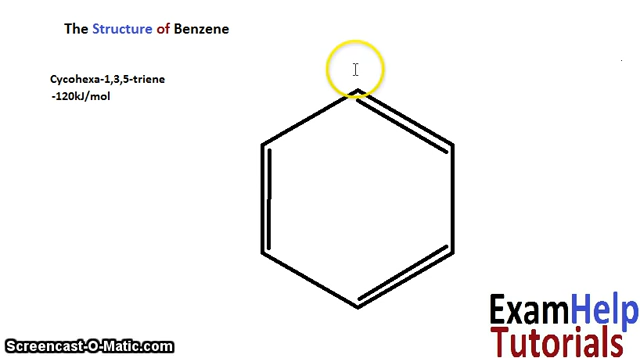 The Structure of Benzene
Cycohexa-1,3,5-triene
-120kJ/mol
ExamHelp
Tutorials
Screencast-O-Matic.com